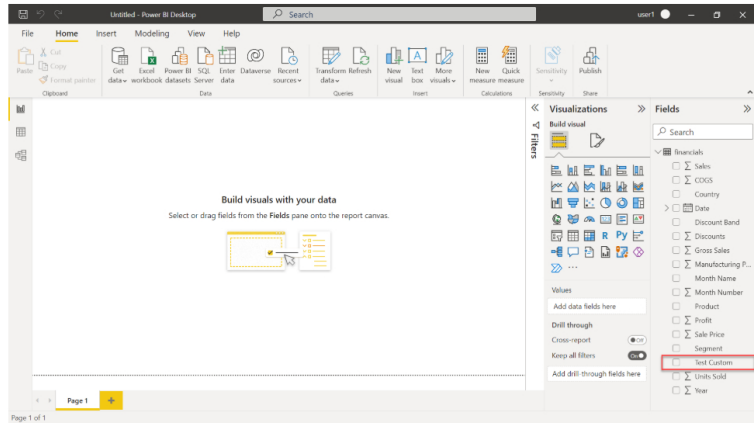 Untitled - Power BI Desktop
Search
user1
File Home Insert Modeling View Help
Paste
Cut
Copy
Format painter
Clipboard
Get data
Excel workbook
Power BI datasets
SQL Server
Enter data
Dataverse
Recent sources
Data
Transform data
Refresh
Queries
New visual
Text box
More visuals
Insert
New measure
Quick measure
Calculations
Sensitivity
Sensitivity
Publish
Share
Build visuals with your data
Select or drag fields from the Fields pane onto the report canvas.
Filters
Visualizations
Build visual
R Py
Values
Add data fields here
Drill through
Cross-report
Off
Keep all filters
On
Add drill-through fields here
Fields
Search
financials
Sales
COGS
Country
Date
Discount Band
Discounts
Gross Sales
Manufacturing P...
Month Name
Month Number
Product
Profit
Sale Price
Segment
Test Custom
Units Sold
Year
Page 1
Page 1 of 1